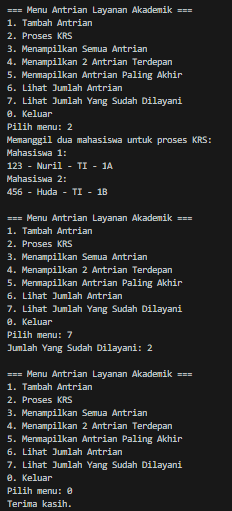 === Menu Antrian Layanan Akademik ===
1. Tambah Antrian
2. Proses KRS
3. Menampilkan Semua Antrian
4. Menampilkan 2 Antrian Terdepan
5. Menmapilkan Antrian Paling Akhir
6. Lihat Jumlah Antrian
7. Lihat Jumlah Yang Sudah Dilayani
0. Keluar
Pilih menu: 2
Memanggil dua mahasiswa untuk proses KRS:
Mahasiswa 1:
123 - Nuril - TI - 1A
Mahasiswa 2:
456 - Huda - TI - 1B
=== Menu Antrian Layanan Akademik ===
1. Tambah Antrian
2. Proses KRS
3. Menampilkan Semua Antrian
4. Menampilkan 2 Antrian Terdepan
5. Menmapilkan Antrian Paling Akhir
6. Lihat Jumlah Antrian
7. Lihat Jumlah Yang Sudah Dilayani
0. Keluar
Pilih menu: 7
Jumlah Yang Sudah Dilayani: 2
=== Menu Antrian Layanan Akademik ===
1. Tambah Antrian
2. Proses KRS
3. Menampilkan Semua Antrian
4. Menampilkan 2 Antrian Terdepan
5. Menmapilkan Antrian Paling Akhir
6. Lihat Jumlah Antrian
7. Lihat Jumlah Yang Sudah Dilayani
0. Keluar
Pilih menu: 0
Terima kasih.